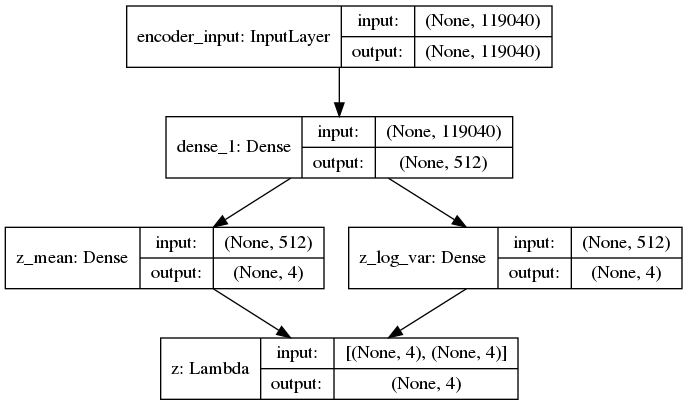 encoder_input: InputLayer
input:
(None, 119040)
output:
(None, 119040)
dense_1: Dense
input:
(None, 119040)
output:
(None, 512)
z_mean: Dense
input:
(None, 512)
output:
(None, 4)
z_log_var: Dense
input:
(None, 512)
output:
(None, 4)
z: Lambda
input:
[(None, 4), (None, 4)]
output:
(None, 4)